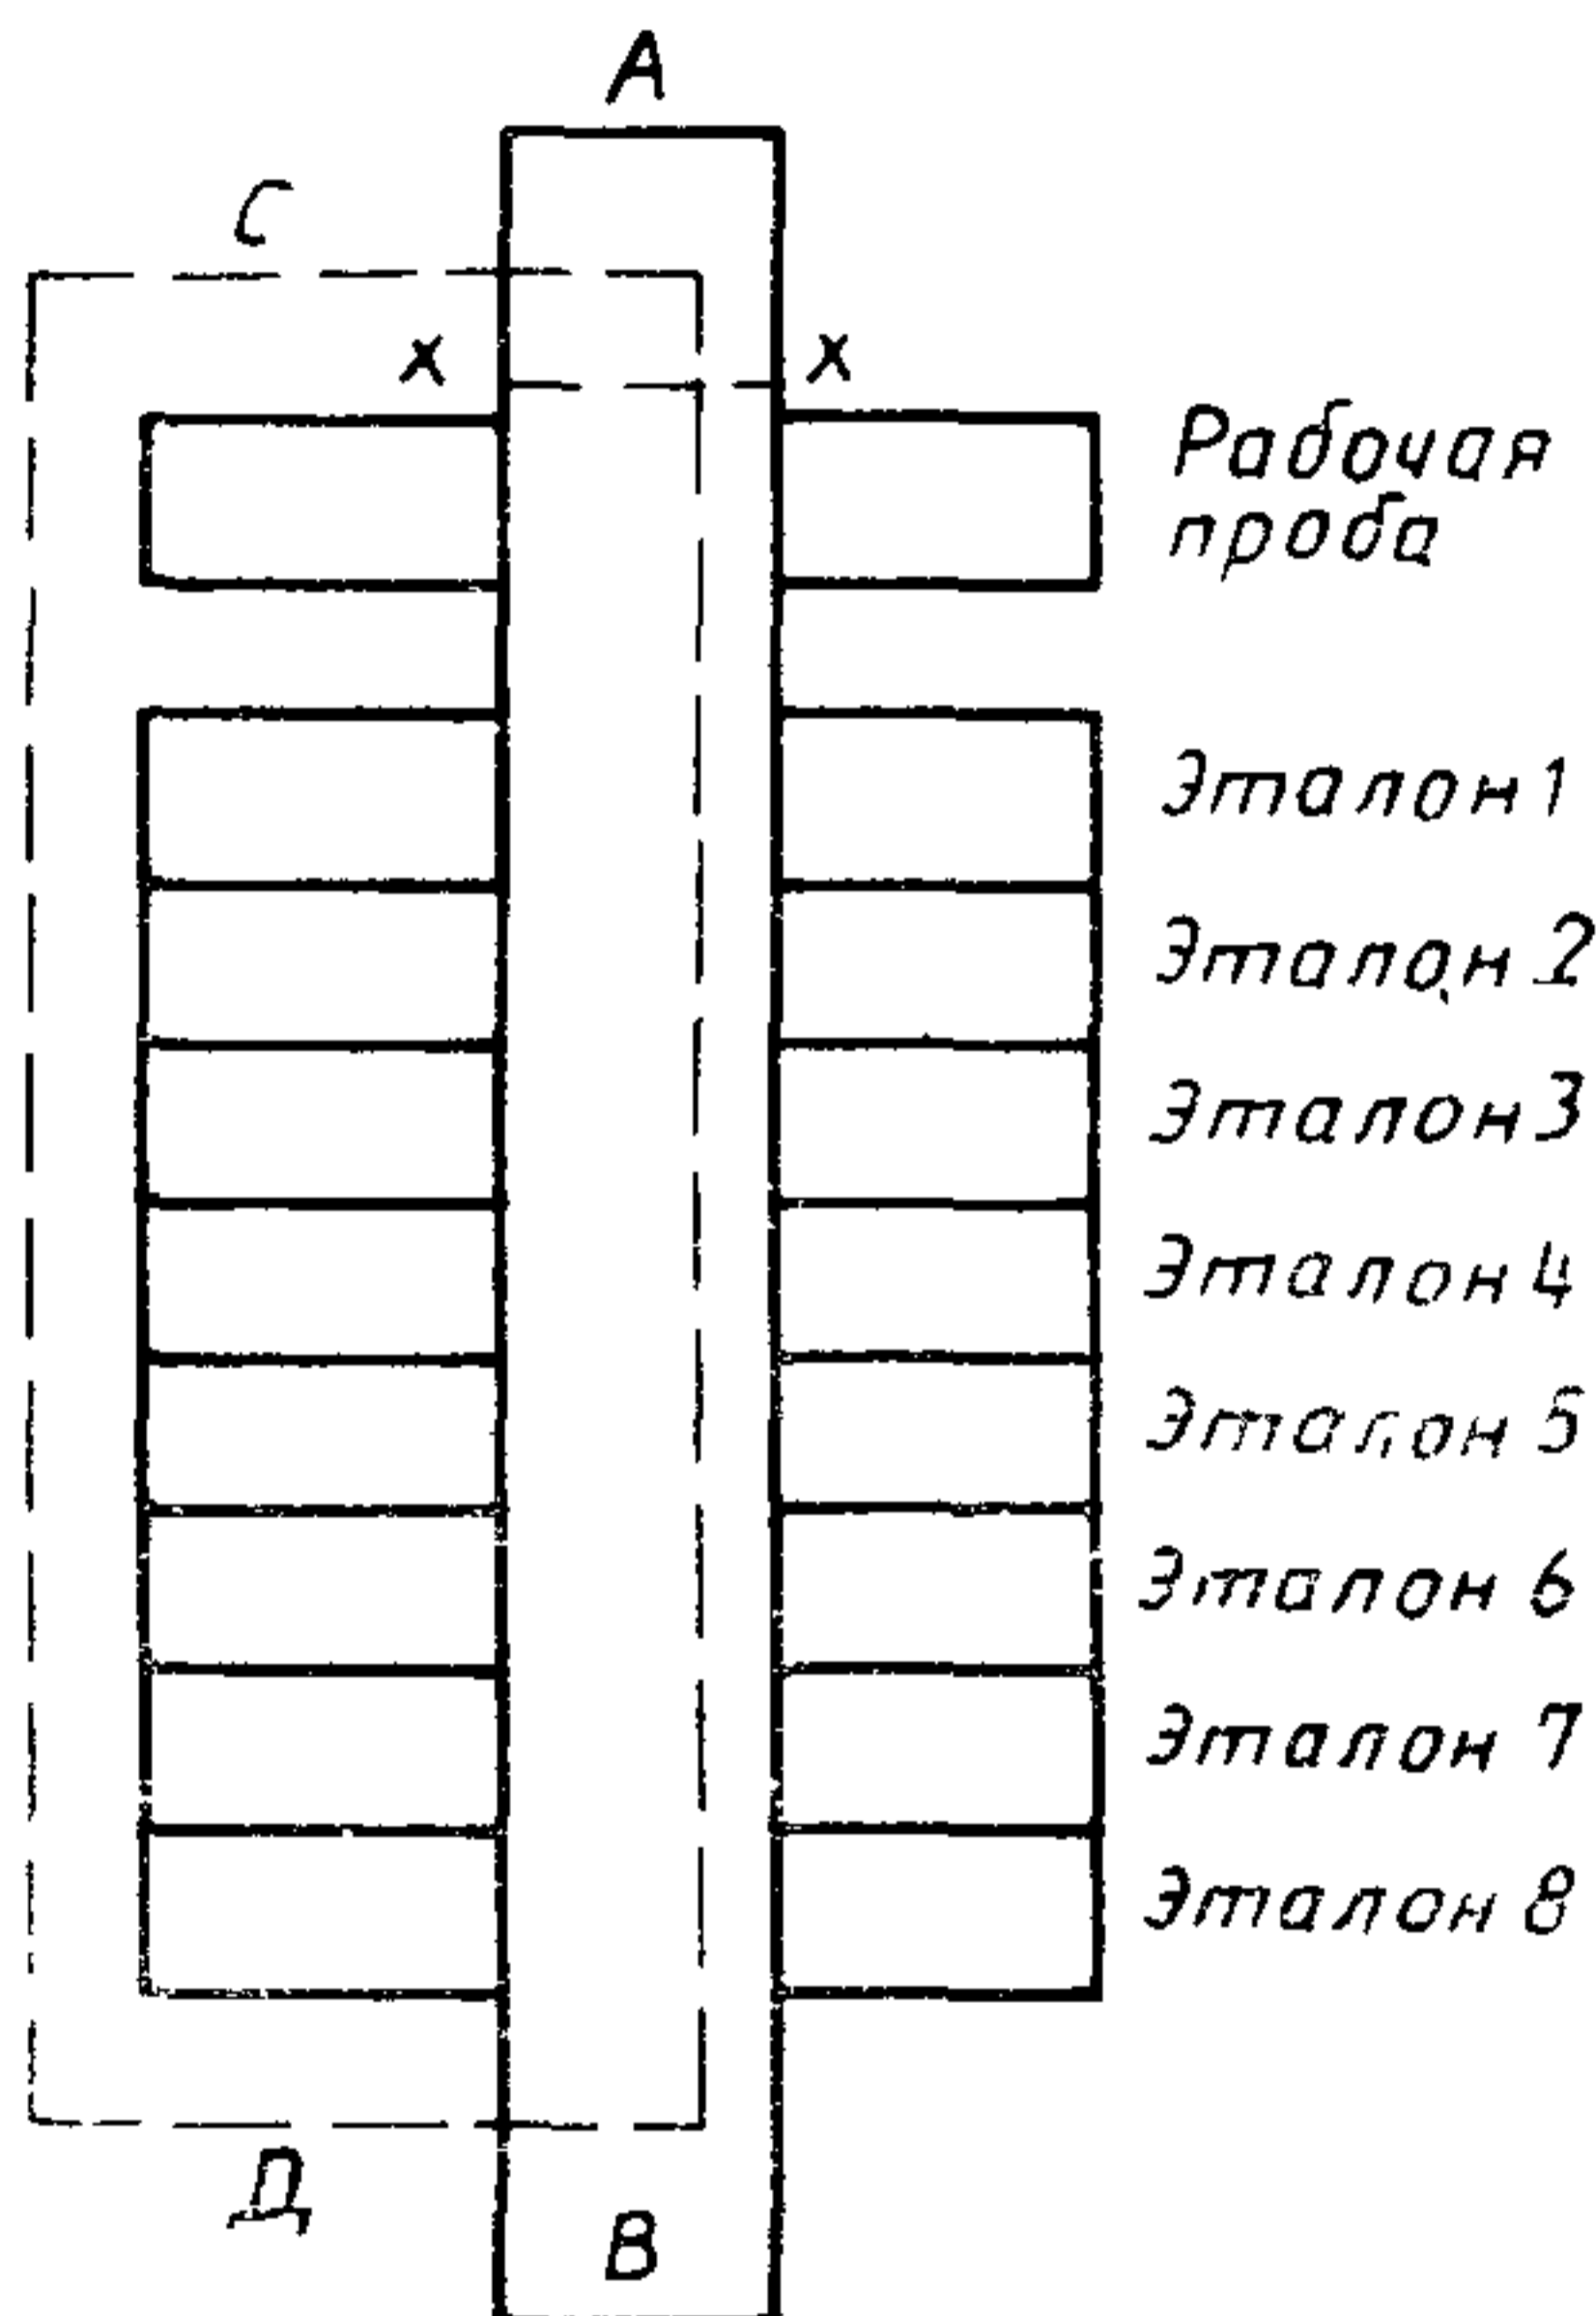 А
С
х х
Рабочая
проба
Эталон 1
Эталон 2
Эталон 3
Эталон 4
Эталон 5
Эталон 6
Эталон 7
Эталон 8
Д
В